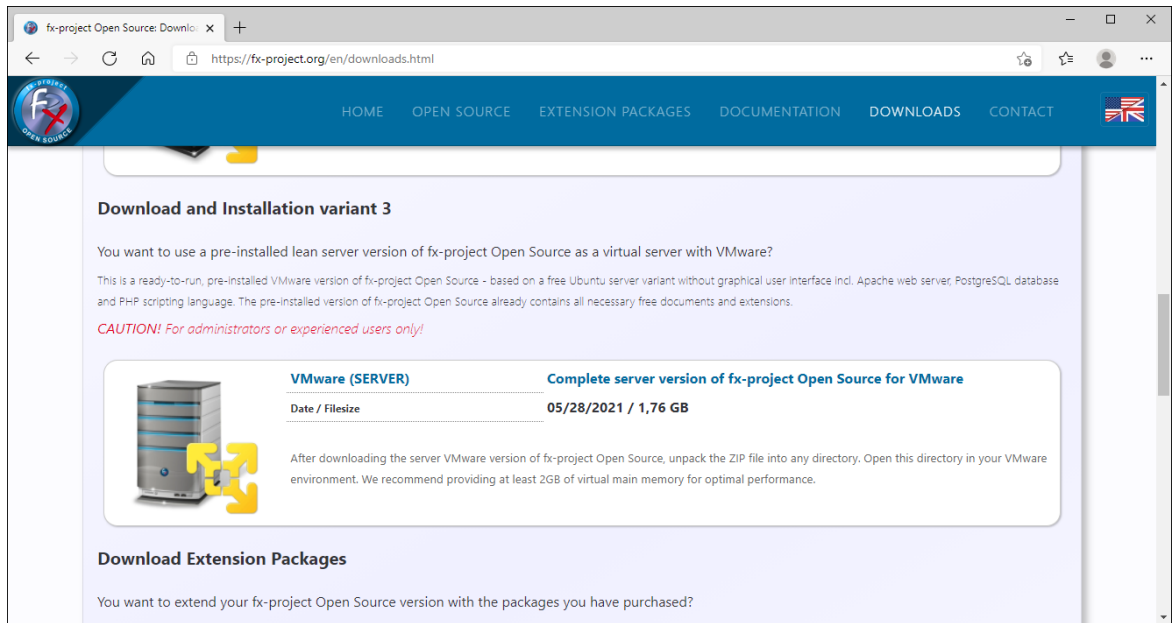 fx-project Open Source: Downlo
https://fx-project.org/en/downloads.html
fx-project
OPEN SOURCE
HOME OPEN SOURCE EXTENSION PACKAGES DOCUMENTATION DOWNLOADS CONTACT
Download and Installation variant 3
You want to use a pre-installed lean server version of fx-project Open Source as a virtual server with VMware?
This is a ready-to-run, pre-installed VMware version of fx-project Open Source - based on a free Ubuntu server variant without graphical user interface incl. Apache web server, PostgreSQL database
and PHP scripting language. The pre-installed version of fx-project Open Source already contains all necessary free documents and extensions.
CAUTION! For administrators or experienced users only!
VMware (SERVER) Complete server version of fx-project Open Source for VMware
Date / Filesize 05/28/2021 / 1,76 GB
After downloading the server VMware version of fx-project Open Source, unpack the ZIP file into any directory. Open this directory in your VMware
environment. We recommend providing at least 2GB of virtual main memory for optimal performance.
Download Extension Packages
You want to extend your fx-project Open Source version with the packages you have purchased?